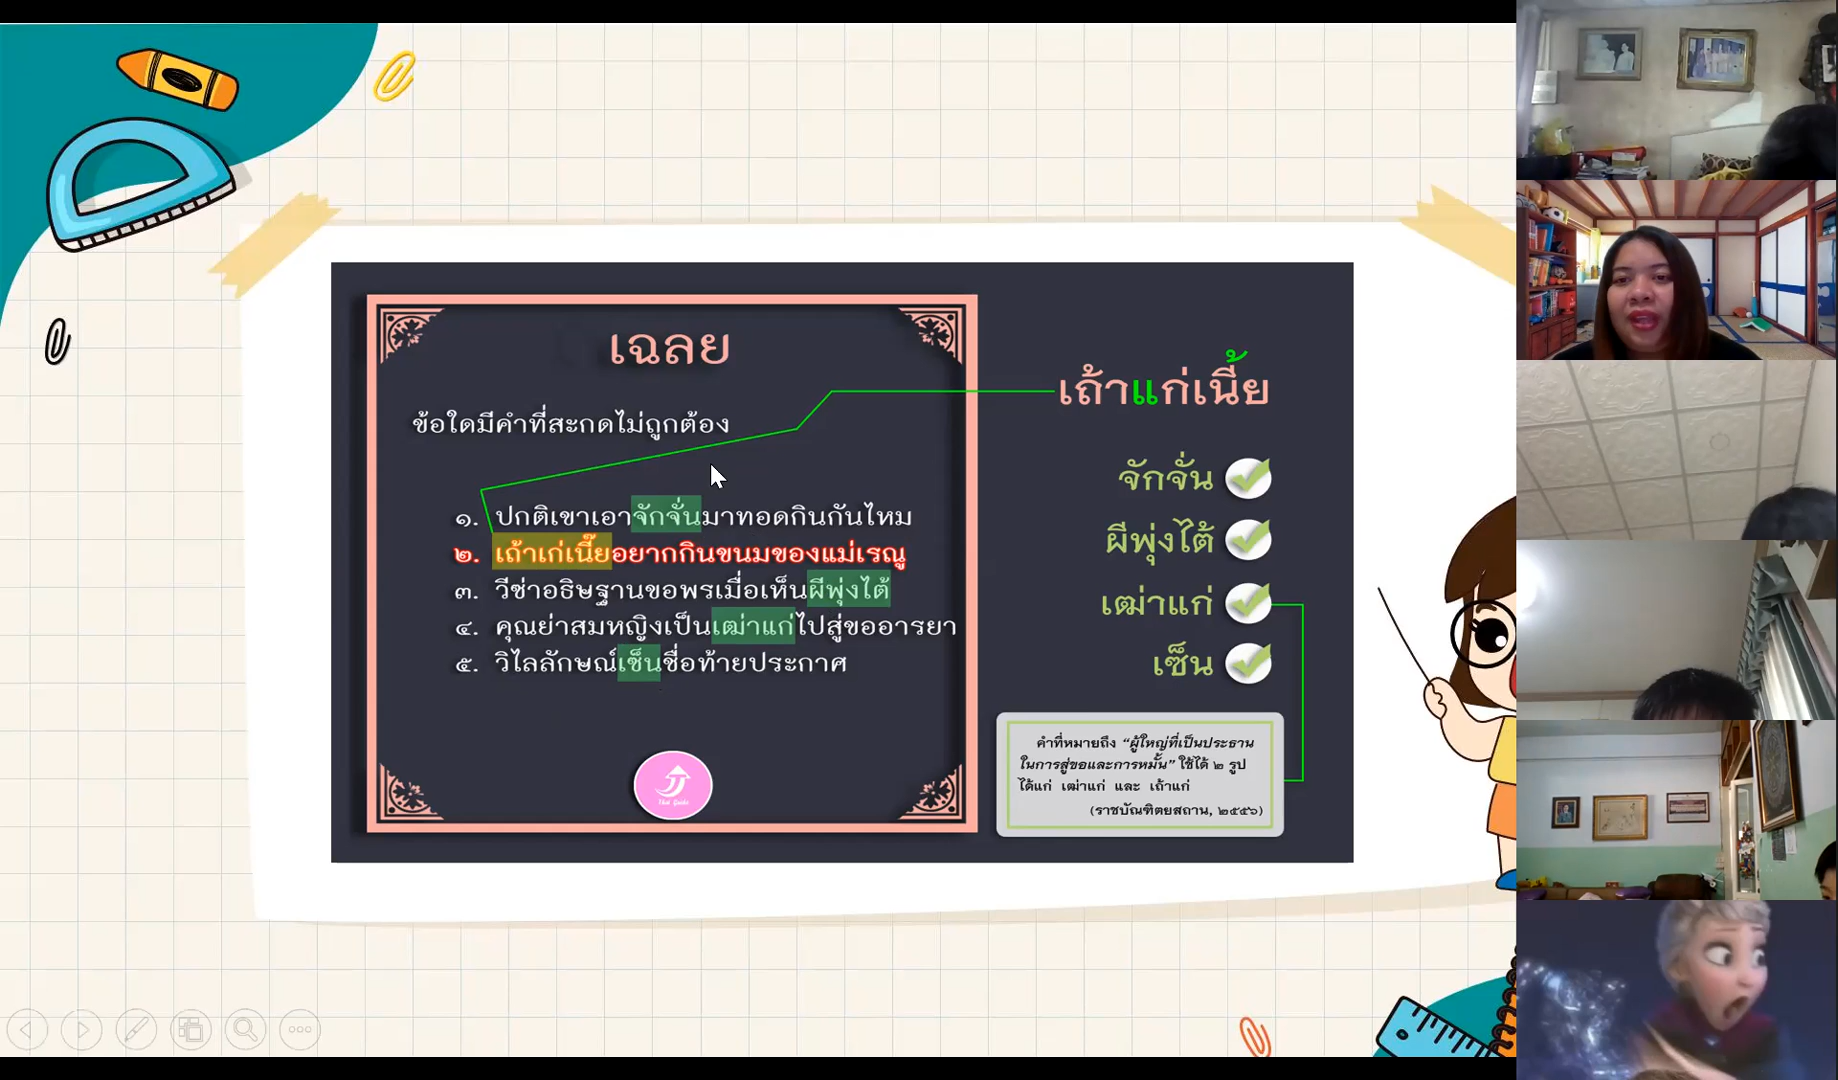 เฉลย
ข้อใดมีคำที่สะกดไม่ถูกต้อง
๑. ปกติเขาเอาจักจั่นมาทอดกินกันไหม
๒. เถ้าเก่เนี๊ยอยากกินขนมของแม่เรณู
๓. วีช่าอธิษฐานขอพรเมื่อเห็นผีพุ่งไต้
๔. คุณย่าสมหญิงเป็นเฒ่าแก่ไปสู่ขออารยา
๕. วิไลลักษณ์เซ็นชื่อท้ายประกาศ
Thai Guide
เถ้าแก่เนี้ย
จักจั่น
ผีพุ่งไต้
เฒ่าแก่
เซ็น
คำที่หมายถึง “ผู้ใหญ่ที่เป็นประธาน
ในการสู่ขอและการหมั้น” ใช้ได้ ๒ รูป
ได้แก่ เฒ่าแก่ และ เถ้าแก่
(ราชบัณฑิตยสถาน, ๒๕๕๖)